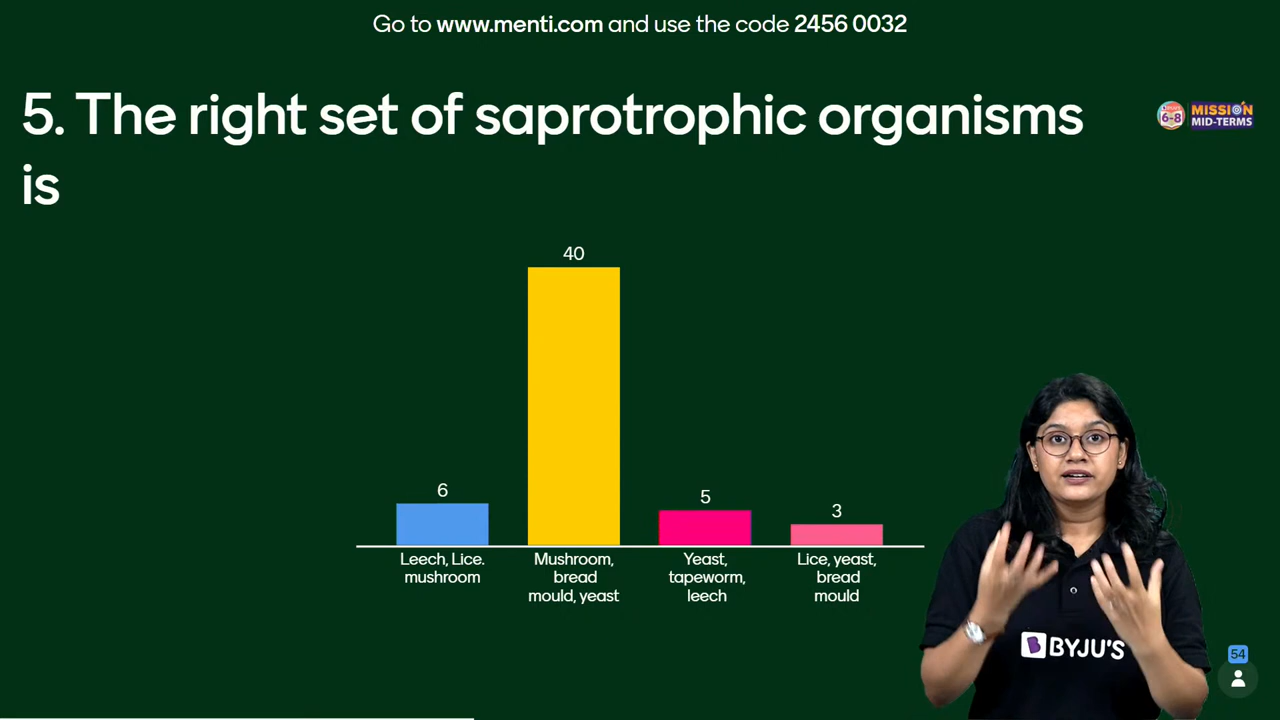 Go to www.menti.com and use the code 2456 0032
5. The right set of saprotrophic organisms
is
MISSION
6-8
MID-TERMS
40
6
5
3
Leech, Lice.
mushroom
Mushroom,
bread
mould, yeast
Yeast,
tapeworm,
leech
Lice, yeast,
bread
mould
BYJU'S
54